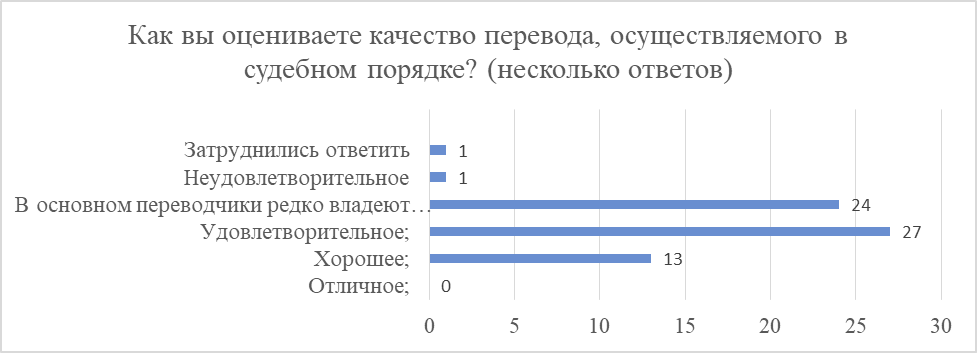 Как вы оцениваете качество перевода, осуществляемого в
судебном порядке? (несколько ответов)
Затруднились ответить 1
Неудовлетворительное 1
В основном переводчики редко владеют… 24
Удовлетворительное; 27
Хорошее; 13
Отличное; 0
0 5 10 15 20 25 30